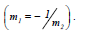 (m₁ = − 1/m₂).